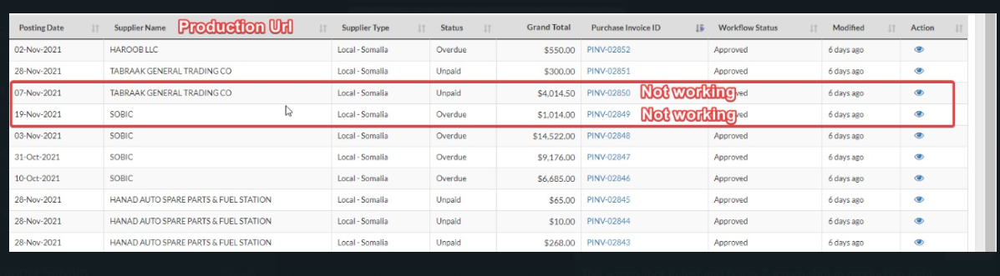 Posting Date Supplier Name Production Url Supplier Type Status Grand Total Purchase Invoice ID Workflow Status Modified Action
02-Nov-2021 HAROOB LLC Local - Somalia Overdue $550.00 PINV-02852 Approved 6 days ago
28-Nov-2021 TABRAAK GENERAL TRADING CO Local - Somalia Unpaid $300.00 PINV-02851 Approved 6 days ago
07-Nov-2021 TABRAAK GENERAL TRADING CO Local - Somalia Unpaid $4,014.50 PINV-02850 Not working ved 6 days ago
19-Nov-2021 SOBIC Local - Somalia Overdue $1,014.00 PINV-02849 Not working ved 6 days ago
03-Nov-2021 SOBIC Local - Somalia Overdue $14,522.00 PINV-02848 Approved 6 days ago
31-Oct-2021 SOBIC Local - Somalia Overdue $9,176.00 PINV-02847 Approved 6 days ago
10-Oct-2021 SOBIC Local - Somalia Overdue $6,685.00 PINV-02846 Approved 6 days ago
28-Nov-2021 HANAD AUTO SPARE PARTS & FUEL STATION Local - Somalia Unpaid $65.00 PINV-02845 Approved 6 days ago
28-Nov-2021 HANAD AUTO SPARE PARTS & FUEL STATION Local - Somalia Unpaid $10.00 PINV-02844 Approved 6 days ago
28-Nov-2021 HANAD AUTO SPARE PARTS & FUEL STATION Local - Somalia Unpaid $268.00 PINV-02843 Approved 6 days ago